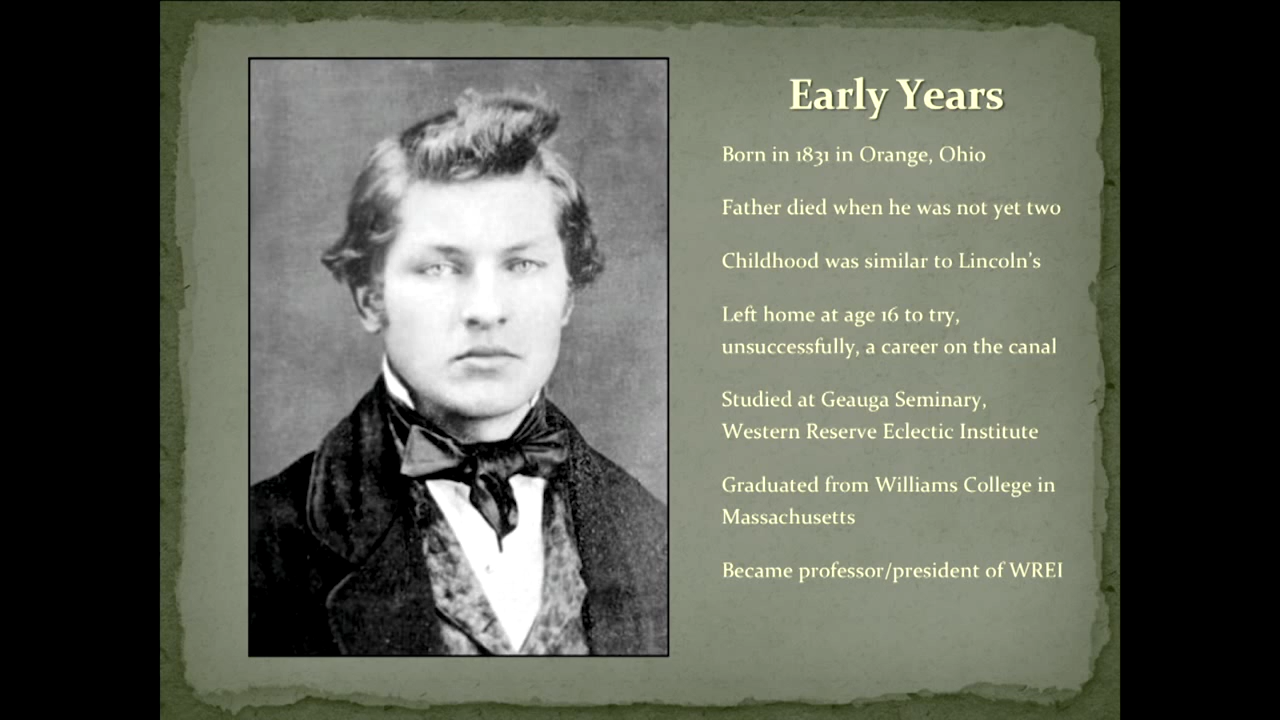 Early Years
Born in 1831 in Orange, Ohio
Father died when he was not yet two
Childhood was similar to Lincoln's
Left home at age 16 to try,
unsuccessfully, a career on the canal
Studied at Geauga Seminary,
Western Reserve Eclectic Institute
Graduated from Williams College in
Massachusetts
Became professor/president of WREI